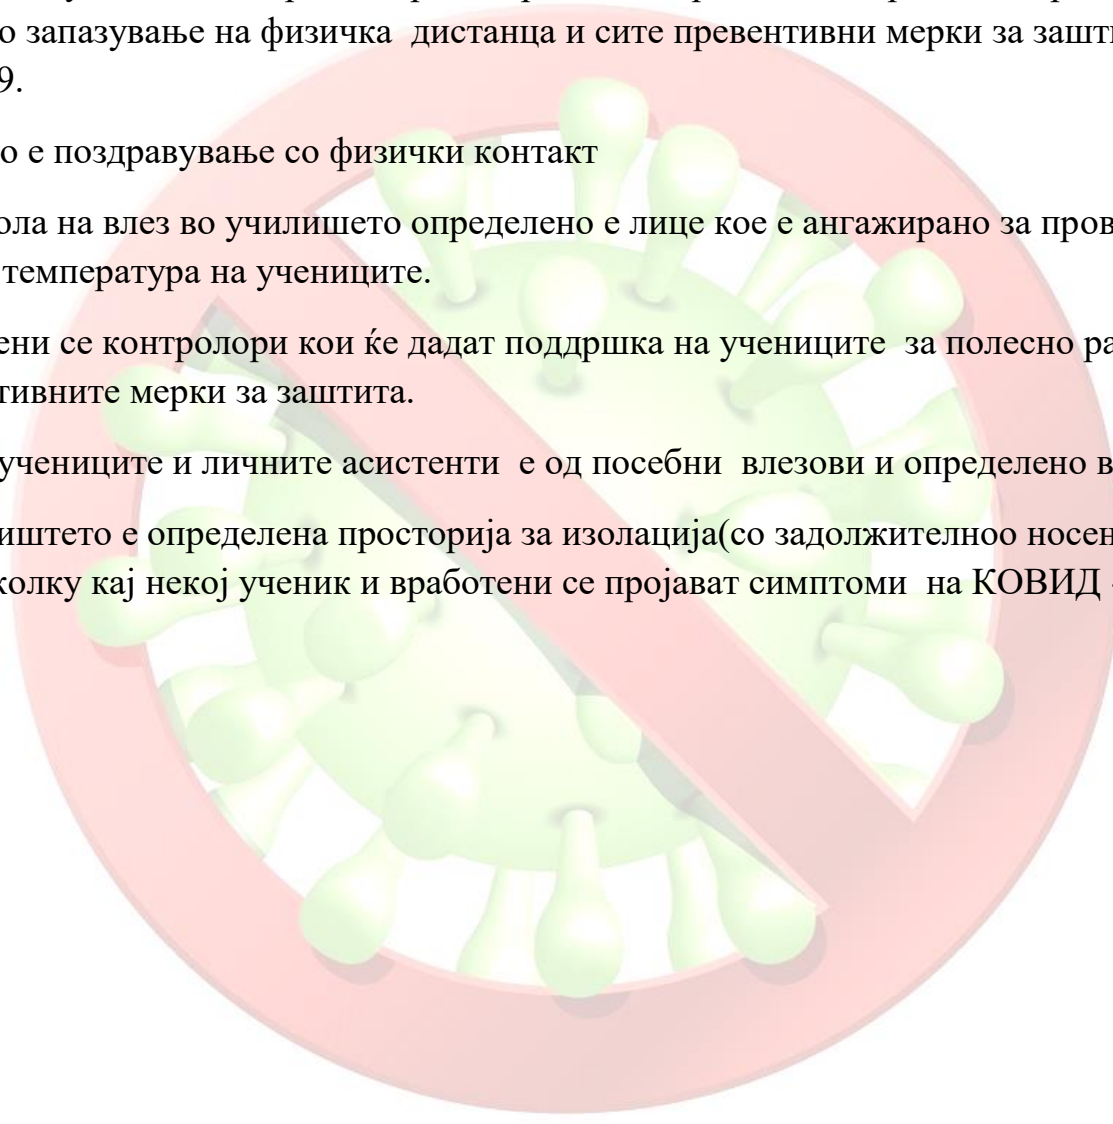 о запазување на физичка дистанца и сите превентивни мерки за зашти
9.
о е поздравување со физички контакт
ола на влез во училишето определено е лице кое е ангажирано за пров
температура на учениците.
ени се контролори кои ќе дадат поддршка на учениците за полесно ра
тивните мерки за заштита.
учениците и личните асистенти е од посебни влезови и определено в
иштето е определена просторија за изолација(со задолжителноо носен
колку кај некој ученик и вработени се пројават симптоми на КОВИД -